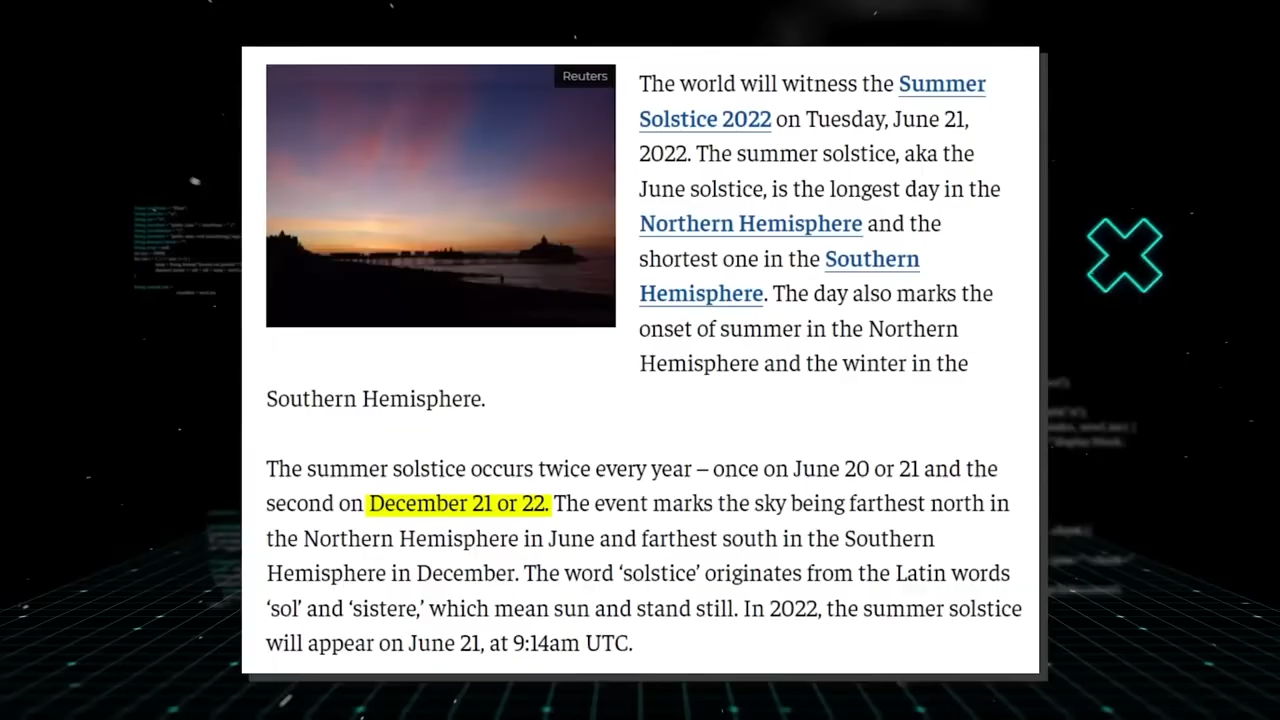 Reuters
The world will witness the Summer
Solstice 2022 on Tuesday, June 21,
2022. The summer solstice, aka the
June solstice, is the longest day in the
Northern Hemisphere and the
shortest one in the Southern
Hemisphere. The day also marks the
onset of summer in the Northern
Hemisphere and the winter in the
Southern Hemisphere.
The summer solstice occurs twice every year – once on June 20 or 21 and the
second on December 21 or 22. The event marks the sky being farthest north in
the Northern Hemisphere in June and farthest south in the Southern
Hemisphere in December. The word ‘solstice’ originates from the Latin words
‘sol’ and ‘sistere,’ which mean sun and stand still. In 2022, the summer solstice
will appear on June 21, at 9:14am UTC.